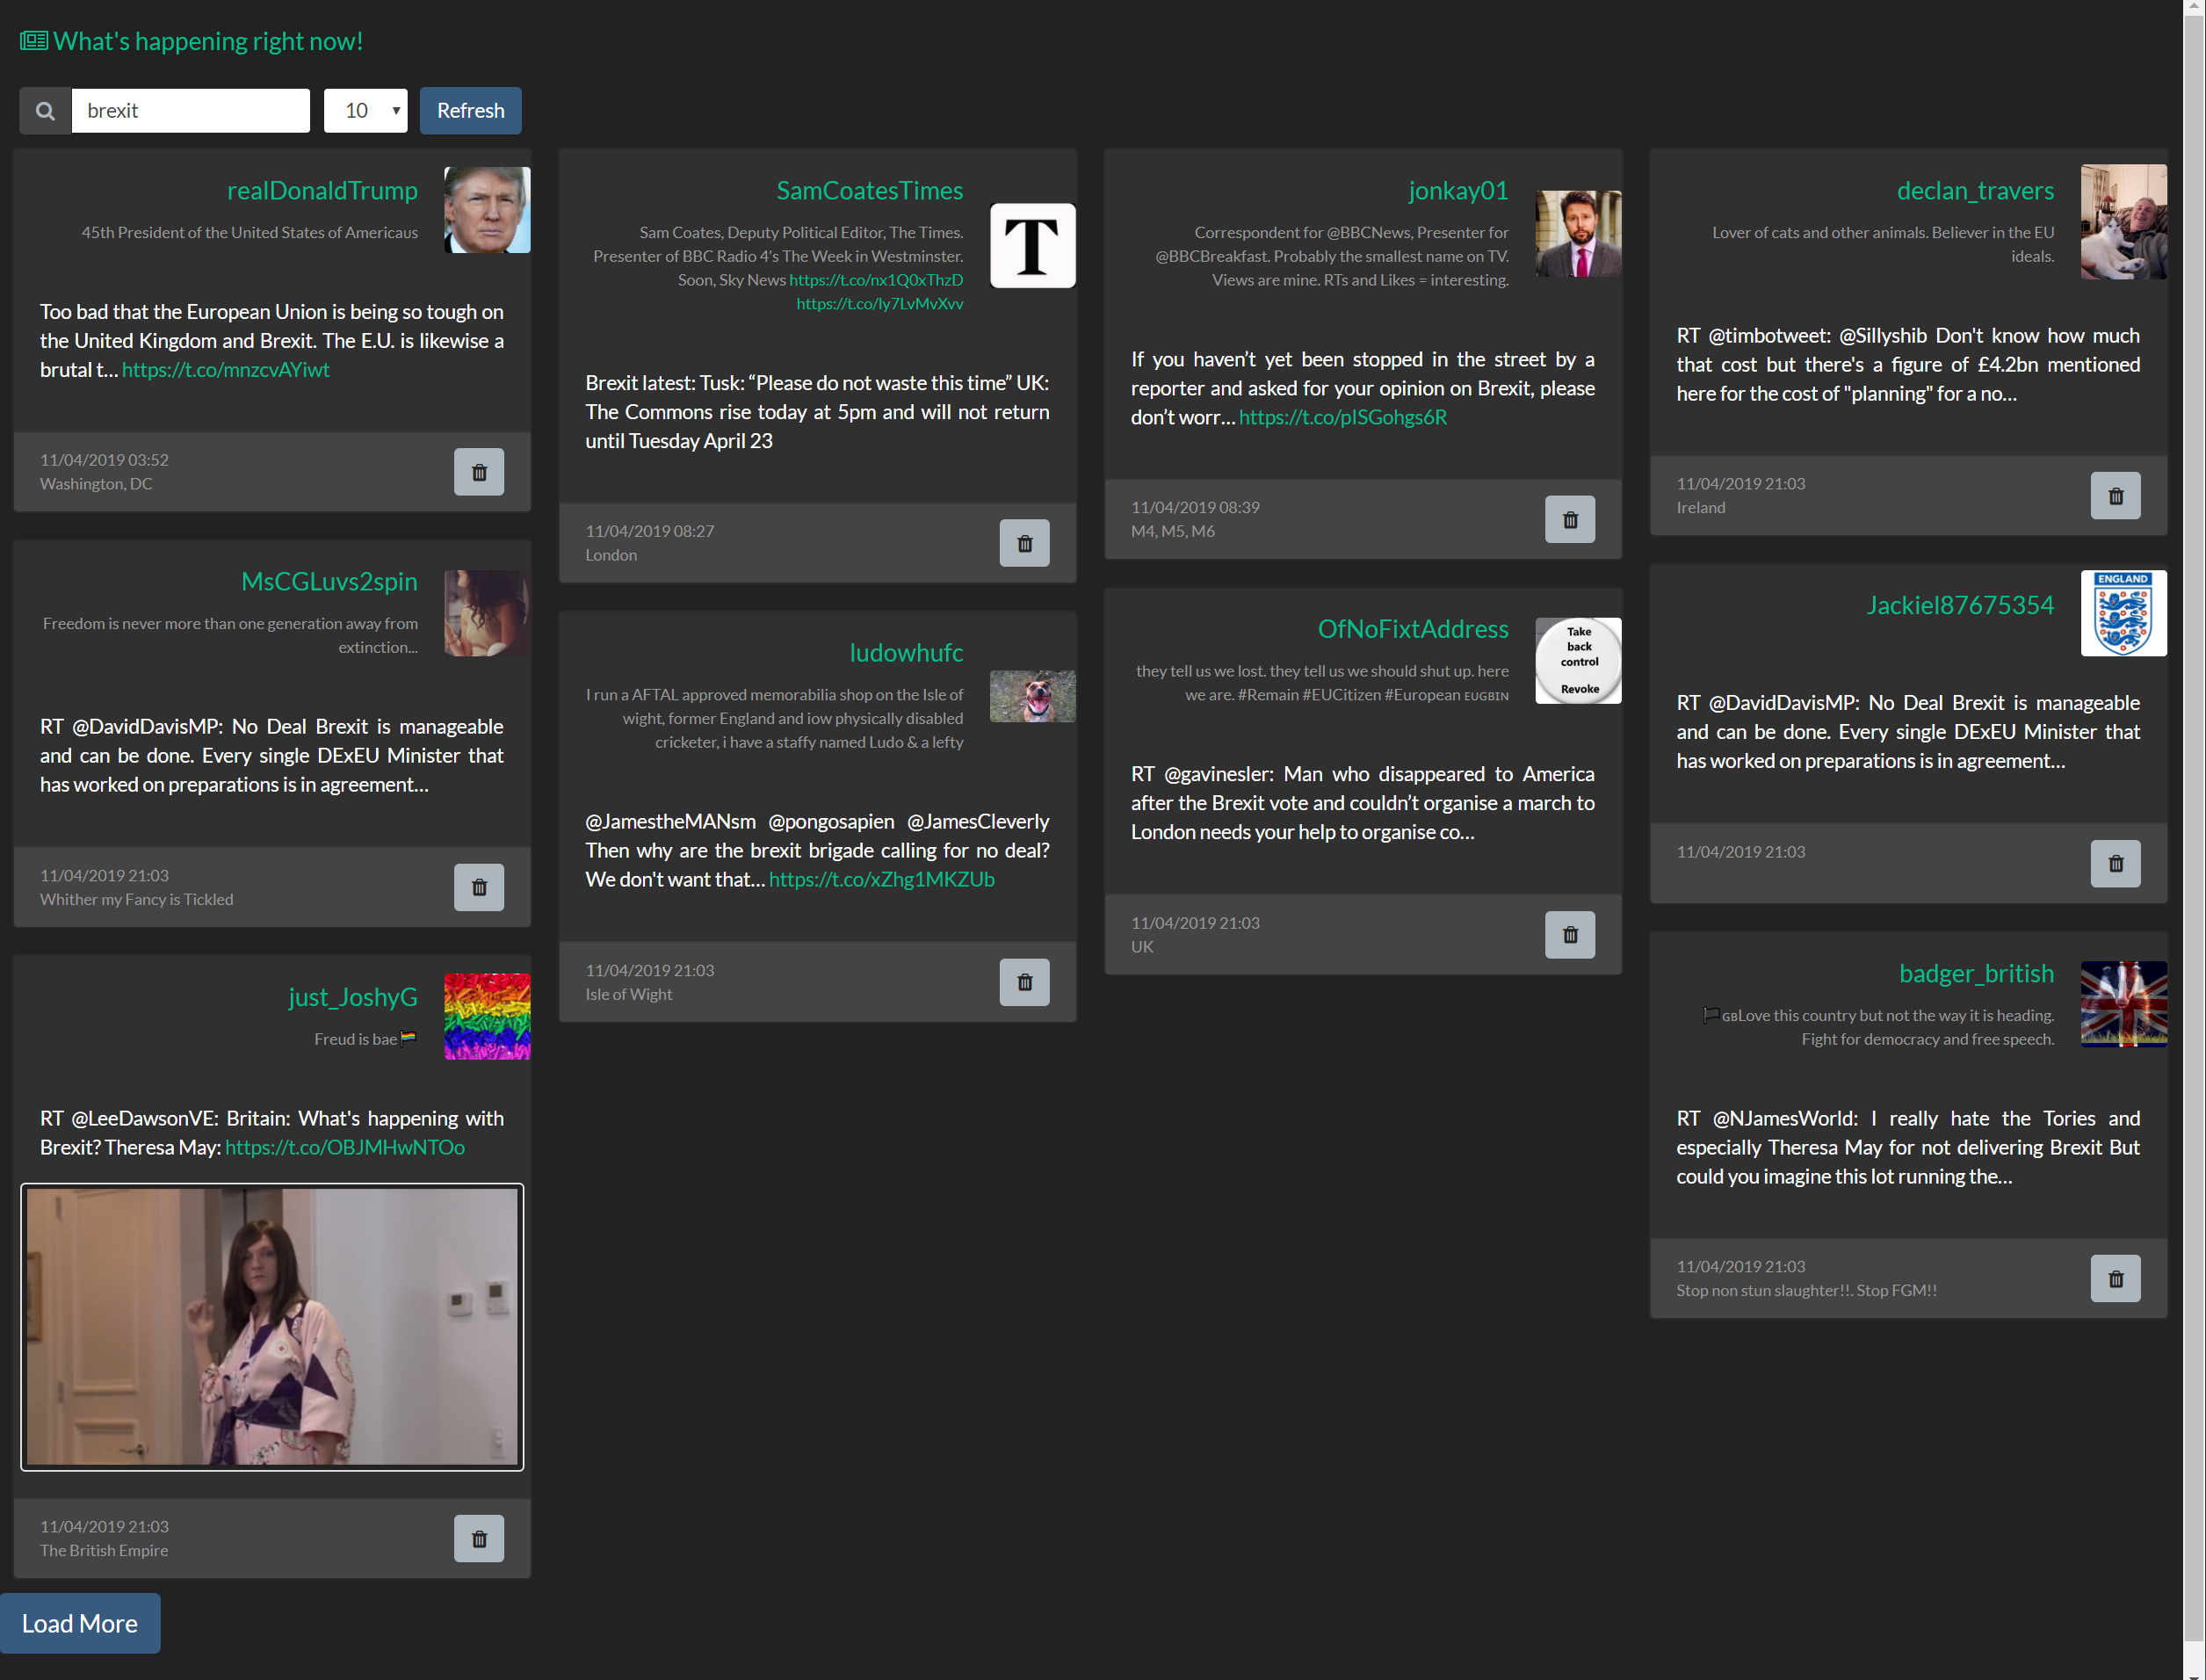 What's happening right now!
brexit
10
Refresh
realDonaldTrump
45th President of the United States of Americaus
Too bad that the European Union is being so tough on
the United Kingdom and Brexit. The E.U. is likewise a
brutal t… https://t.co/mnzcvAYiwt
11/04/2019 03:52
Washington, DC
MsCGLuvs2spin
Freedom is never more than one generation away from
extinction...
RT @DavidDavisMP: No Deal Brexit is manageable
and can be done. Every single DExEU Minister that
has worked on preparations is in agreement…
11/04/2019 21:03
Whither my Fancy is Tickled
just_JoshyG
Freud is bae🏳️‍🌈
RT @LeeDawsonVE: Britain: What's happening with
Brexit? Theresa May: https://t.co/OBJMHwNTOo
11/04/2019 21:03
The British Empire
Load More
SamCoatesTimes
Sam Coates, Deputy Political Editor, The Times.
Presenter of BBC Radio 4's The Week in Westminster.
Soon, Sky News https://t.co/nx1Q0xThzD
https://t.co/ly7LvMvXvv
T
Brexit latest: Tusk: “Please do not waste this time” UK:
The Commons rise today at 5pm and will not return
until Tuesday April 23
11/04/2019 08:27
London
ludowhufc
I run a AFTAL approved memorabilia shop on the Isle of
wight, former England and iow physically disabled
cricketer, i have a staffy named Ludo & a lefty
@JamestheMANsm @pongosapien @JamesCleverly
Then why are the brexit brigade calling for no deal?
We don't want that… https://t.co/xZhg1MKZUb
11/04/2019 21:03
Isle of Wight
jonkay01
Correspondent for @BBCNews, Presenter for
@BBCBreakfast. Probably the smallest name on TV.
Views are mine. RTs and Likes = interesting.
If you haven’t yet been stopped in the street by a
reporter and asked for your opinion on Brexit, please
don’t worr… https://t.co/pISGohgs6R
11/04/2019 08:39
M4, M5, M6
OfNoFixtAddress
they tell us we lost. they tell us we should shut up. here
we are. #Remain #EUCitizen #European EUGBIN
Take
back
control
Revoke
RT @gavinesler: Man who disappeared to America
after the Brexit vote and couldn’t organise a march to
London needs your help to organise co…
11/04/2019 21:03
UK
declan_travers
Lover of cats and other animals. Believer in the EU
ideals.
RT @timbotweet: @Sillyshib Don't know how much
that cost but there's a figure of £4.2bn mentioned
here for the cost of "planning" for a no…
11/04/2019 21:03
Ireland
Jackiel87675354
ENGLAND
RT @DavidDavisMP: No Deal Brexit is manageable
and can be done. Every single DExEU Minister that
has worked on preparations is in agreement…
11/04/2019 21:03
badger_british
🏴GBLove this country but not the way it is heading.
Fight for democracy and free speech.
RT @NJamesWorld: I really hate the Tories and
especially Theresa May for not delivering Brexit But
could you imagine this lot running the…
11/04/2019 21:03
Stop non stun slaughter!!. Stop FGM!!